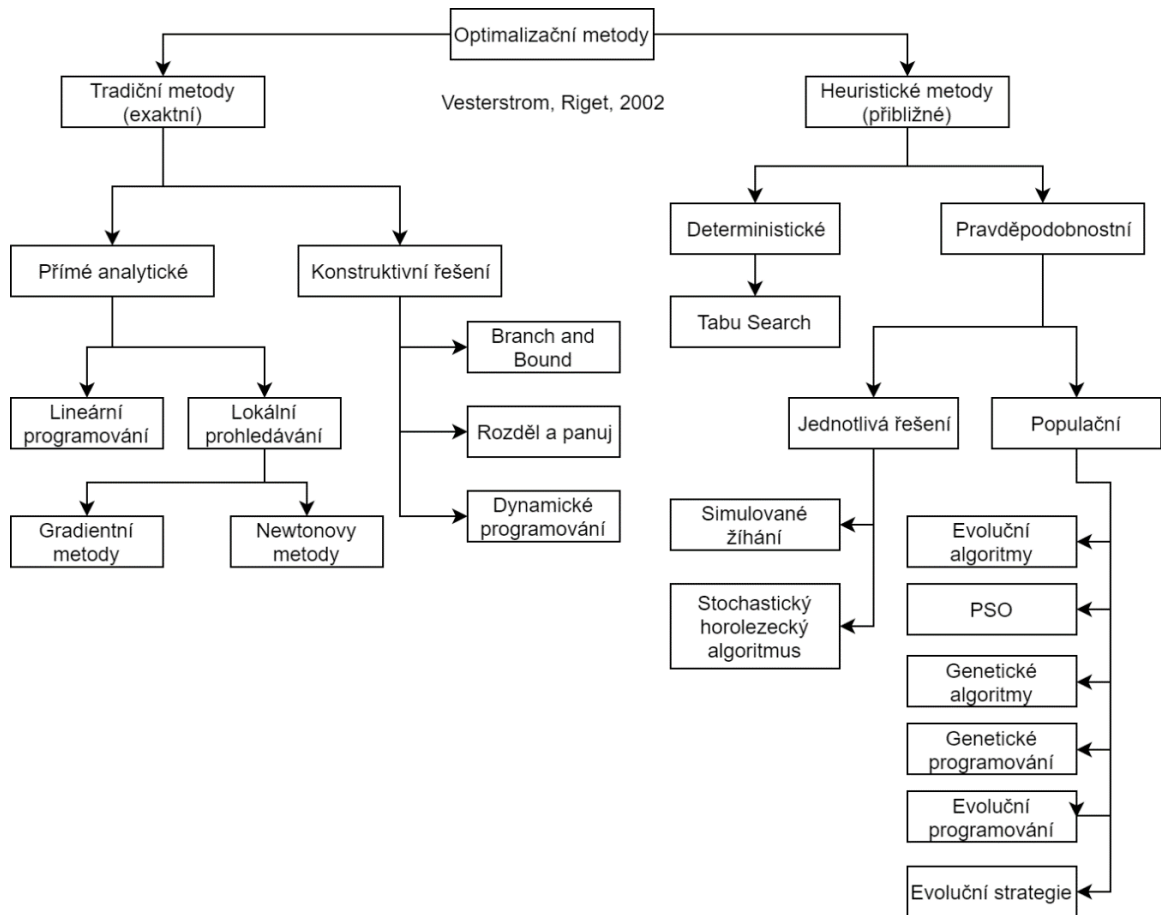 Optimalizační metody
Tradiční metody
(exaktní)
Vesterstrom, Riget, 2002
Heuristické metody
(přibližné)
Přímé analytické
Konstruktivní řešení
Deterministické
Pravděpodobnostní
Tabu Search
Branch and
Bound
Lineární
programování
Lokální
prohledávání
Rozděl a panuj
Jednotlivá řešení
Populační
Gradientní
metody
Newtonovy
metody
Dynamické
programování
Simulované
žíhání
Stochastický
horolezecký
algoritmus
Evoluční
algoritmy
PSO
Genetické
algoritmy
Genetické
programování
Evoluční
programování
Evoluční strategie